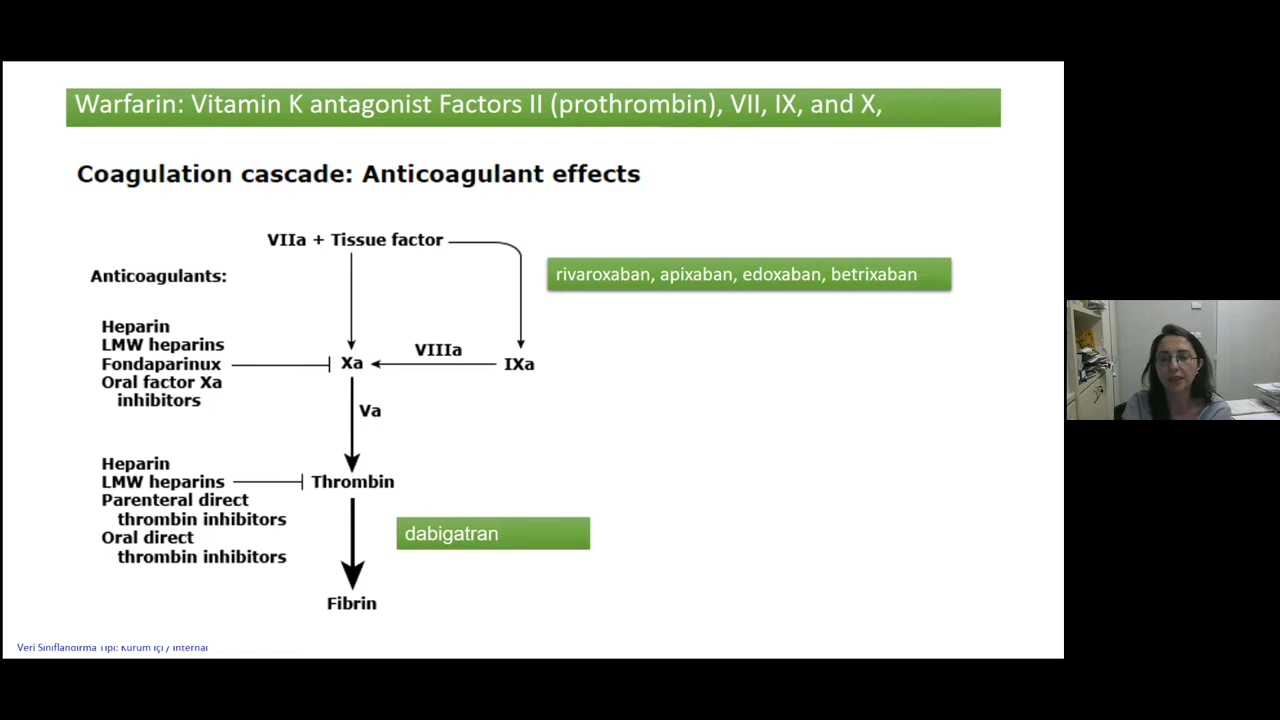 Warfarin: Vitamin K antagonist Factors II (prothrombin), VII, IX, and X,
Coagulation cascade: Anticoagulant effects
VIIa + Tissue factor
Anticoagulants:
rivaroxaban, apixaban, edoxaban, betrixaban
Heparin
LMW heparins
Fondaparinux
Oral factor Xa
inhibitors
Xa
VIIIa
IXa
Va
Heparin
LMW heparins
Parenteral direct
thrombin inhibitors
Oral direct
thrombin inhibitors
Thrombin
dabigatran
Fibrin
Veri Sınıflandırma Tipi: Kurum İçi / Internal